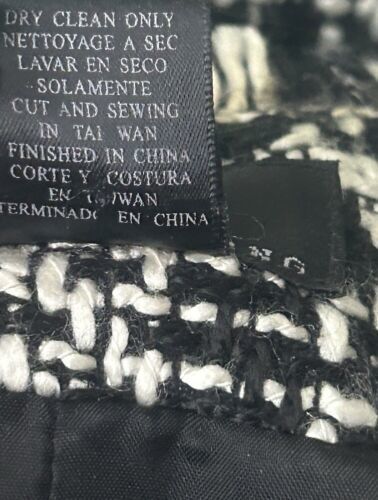 DRY CLEAN ONLY
NETTOYAGE A SEC
LAVAR EN SECO
SOLAMENTE
CUT AND SEWING
IN TAI WAN
FINISHED IN CHINA
CORTE Y COSTURA
EN
TERMINADO EN CHINA